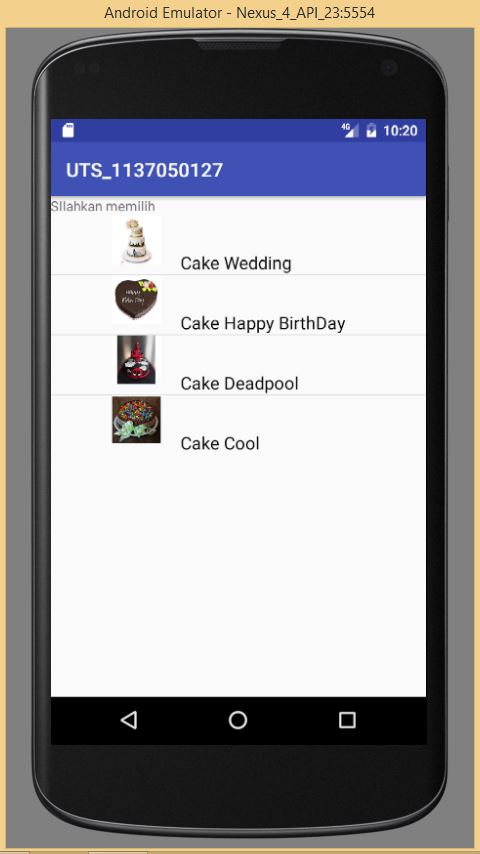 Android Emulator - Nexus_4_API_23:5554
4G 10:20
UTS_1137050127
SIlahkan memilih
Cake Wedding
Cake Happy BirthDay
Cake Deadpool
Cake Cool